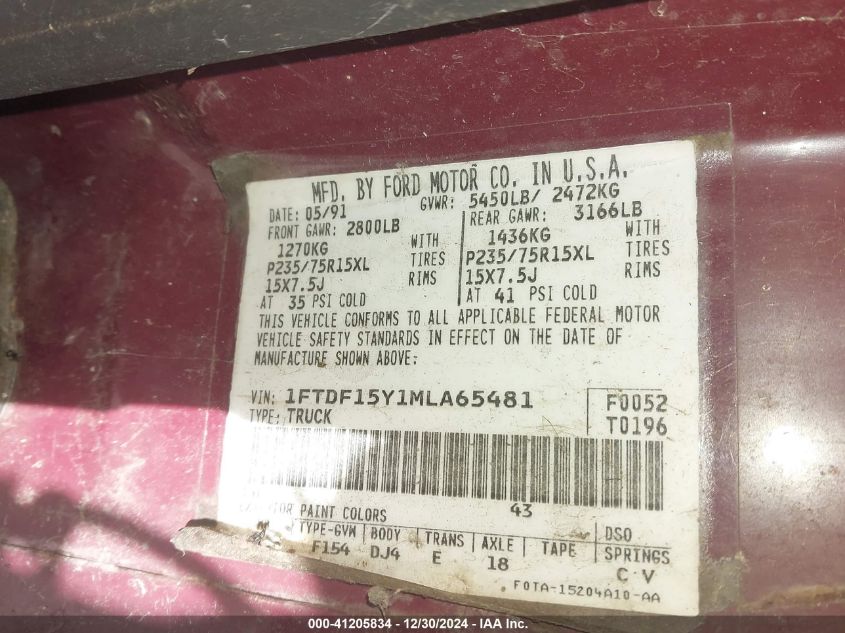 MFD. BY FORD MOTOR CO. IN U.S.A.
DATE: 05/91 GVWR: 5450LB/ 2472KG
FRONT GAWR: 2800LB REAR GAWR: 3166LB
1270KG WITH 1436KG WITH
P235/75R15XL TIRES P235/75R15XL TIRES
15X7.5J RIMS 15X7.5J RIMS
AT 35 PSI COLD AT 41 PSI COLD
THIS VEHICLE CONFORMS TO ALL APPLICABLE FEDERAL MOTOR
VEHICLE SAFETY STANDARDS IN EFFECT ON THE DATE OF
MANUFACTURE SHOWN ABOVE:
VIN: 1FTDF15Y1MLA65481 F0052
TYPE: TRUCK T0196
PAINT COLORS 43
TYPE-GVW BODY TRANS AXLE TAPE DSO
SPRINGS
F154 DJ4 E 18 C V
F0TA-15204A10-AA
000-41205834 - 12/30/2024 - IAA Inc.